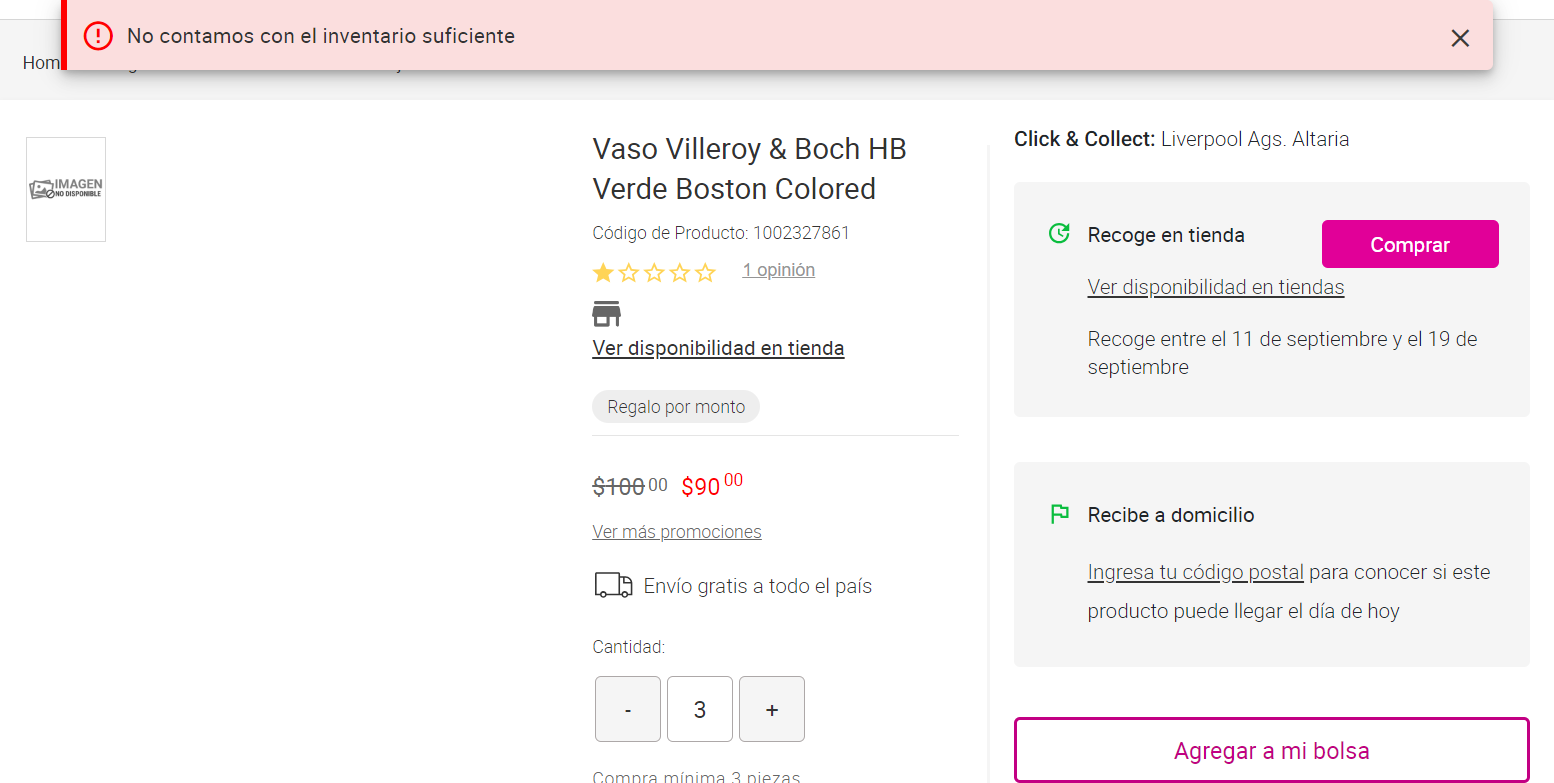 No contamos con el inventario suficiente
Hom
IMAGEN
NO DISPONIBLE
Vaso Villeroy & Boch HB
Verde Boston Colored
Código de Producto: 1002327861
1 opinión
Ver disponibilidad en tienda
Regalo por monto
$100 00 $90 00
Ver más promociones
Envío gratis a todo el país
Cantidad:
- 3 +
Compra mínima 3 piezas
Click & Collect: Liverpool Ags. Altaria
Recoge en tienda
Comprar
Ver disponibilidad en tiendas
Recoge entre el 11 de septiembre y el 19 de
septiembre
Recibe a domicilio
Ingresa tu código postal para conocer si este
producto puede llegar el día de hoy
Agregar a mi bolsa